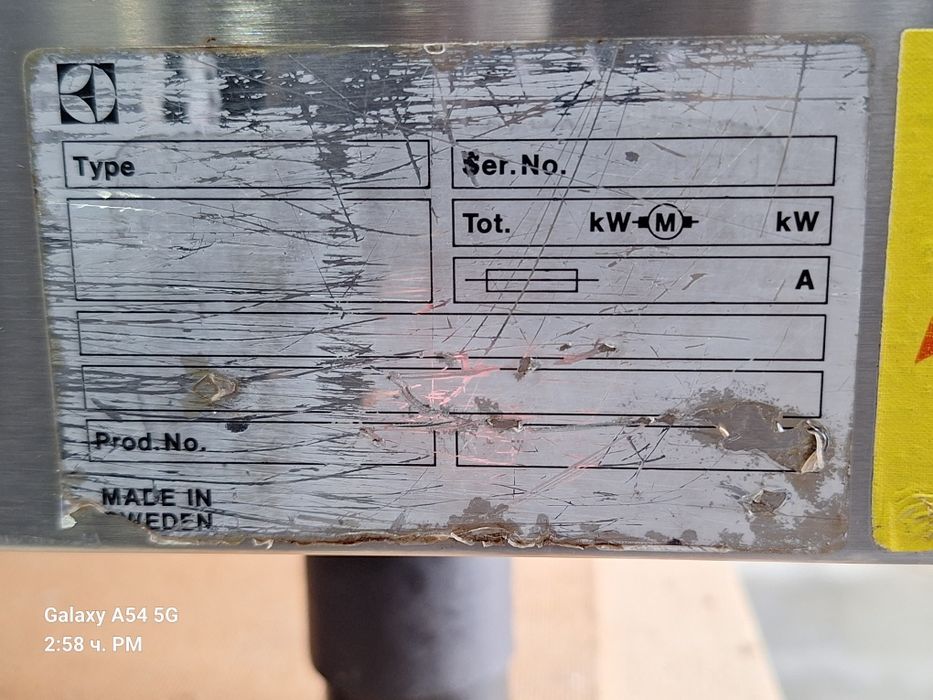 Type
Ser.No.
Tot. kW M kW
A
Prod.No.
MADE IN
SWEDEN
Galaxy A54 5G
2:58 ч. PM